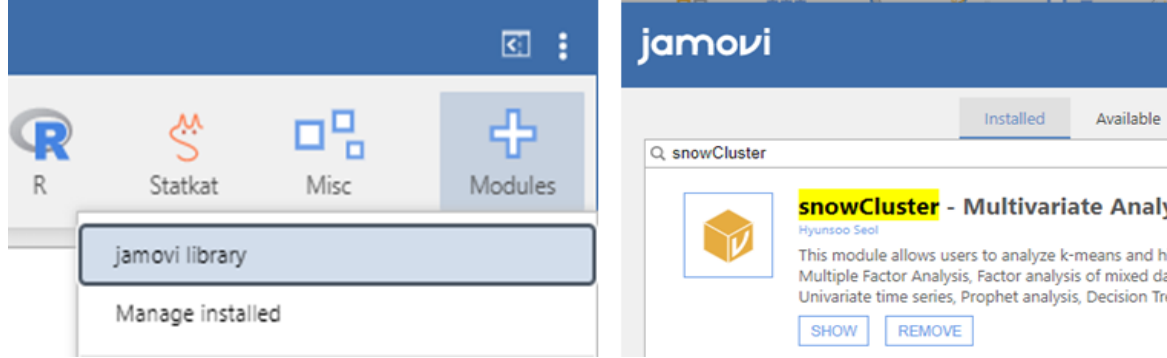 R
Statkat
Misc
Modules
jamovi library
Manage installed
jamovi
Installed
Available
snowCluster
snowCluster - Multivariate Analy
Hyunsoo Seol
This module allows users to analyze k-means and h
Multiple Factor Analysis, Factor analysis of mixed da
Univariate time series, Prophet analysis, Decision Tre
SHOW
REMOVE